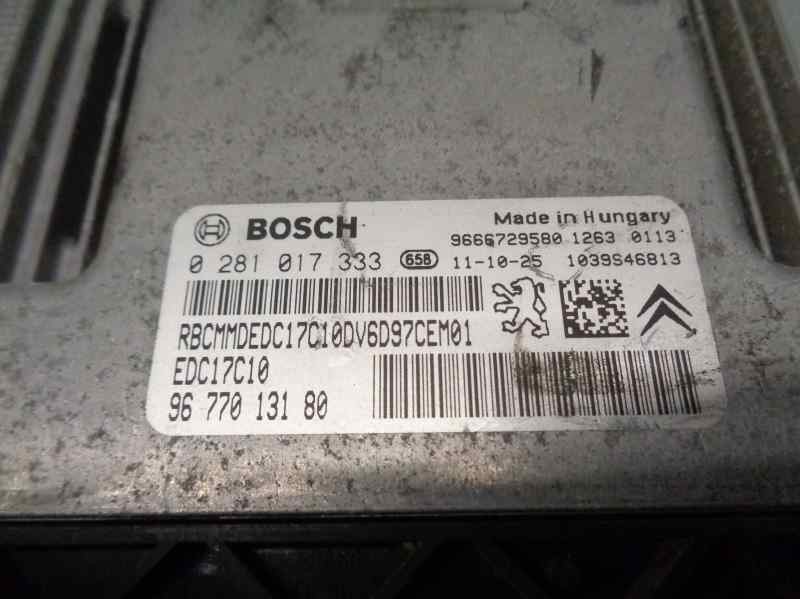 BOSCH
Made in Hungary
9666729580 1263 0113
0 281 017 333 658 11-10-25 1039S46813
RBCMMDEDC17C10DV6D97CEM01
EDC17C10
96 770 131 80